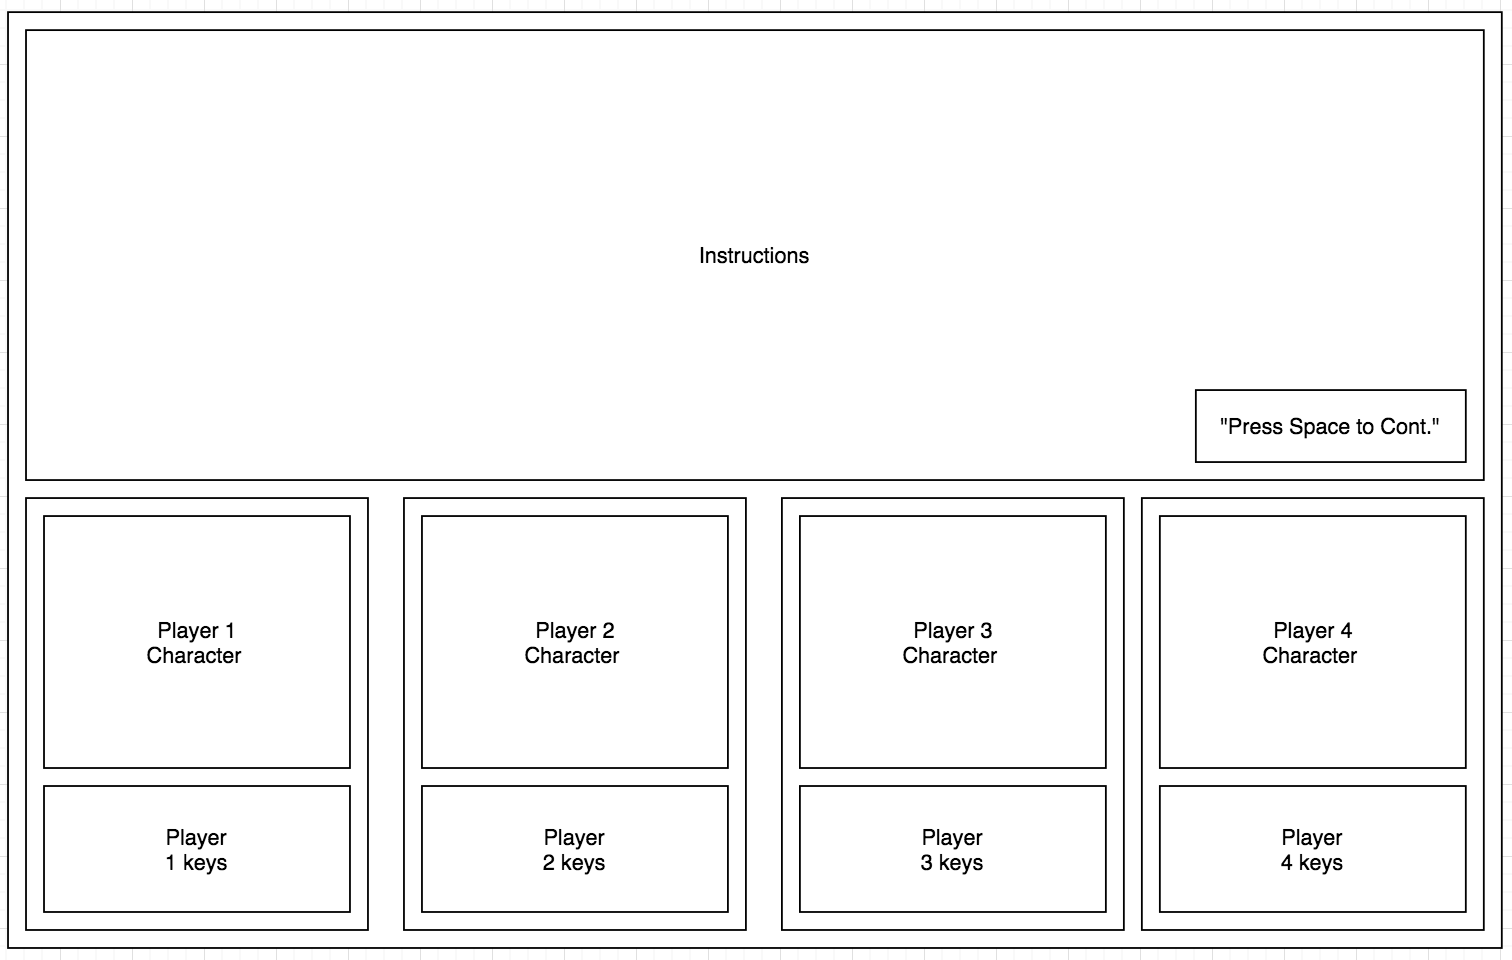 Instructions
"Press Space to Cont."
Player 1
Character
Player 2
Character
Player 3
Character
Player 4
Character
Player
1 keys
Player
2 keys
Player
3 keys
Player
4 keys